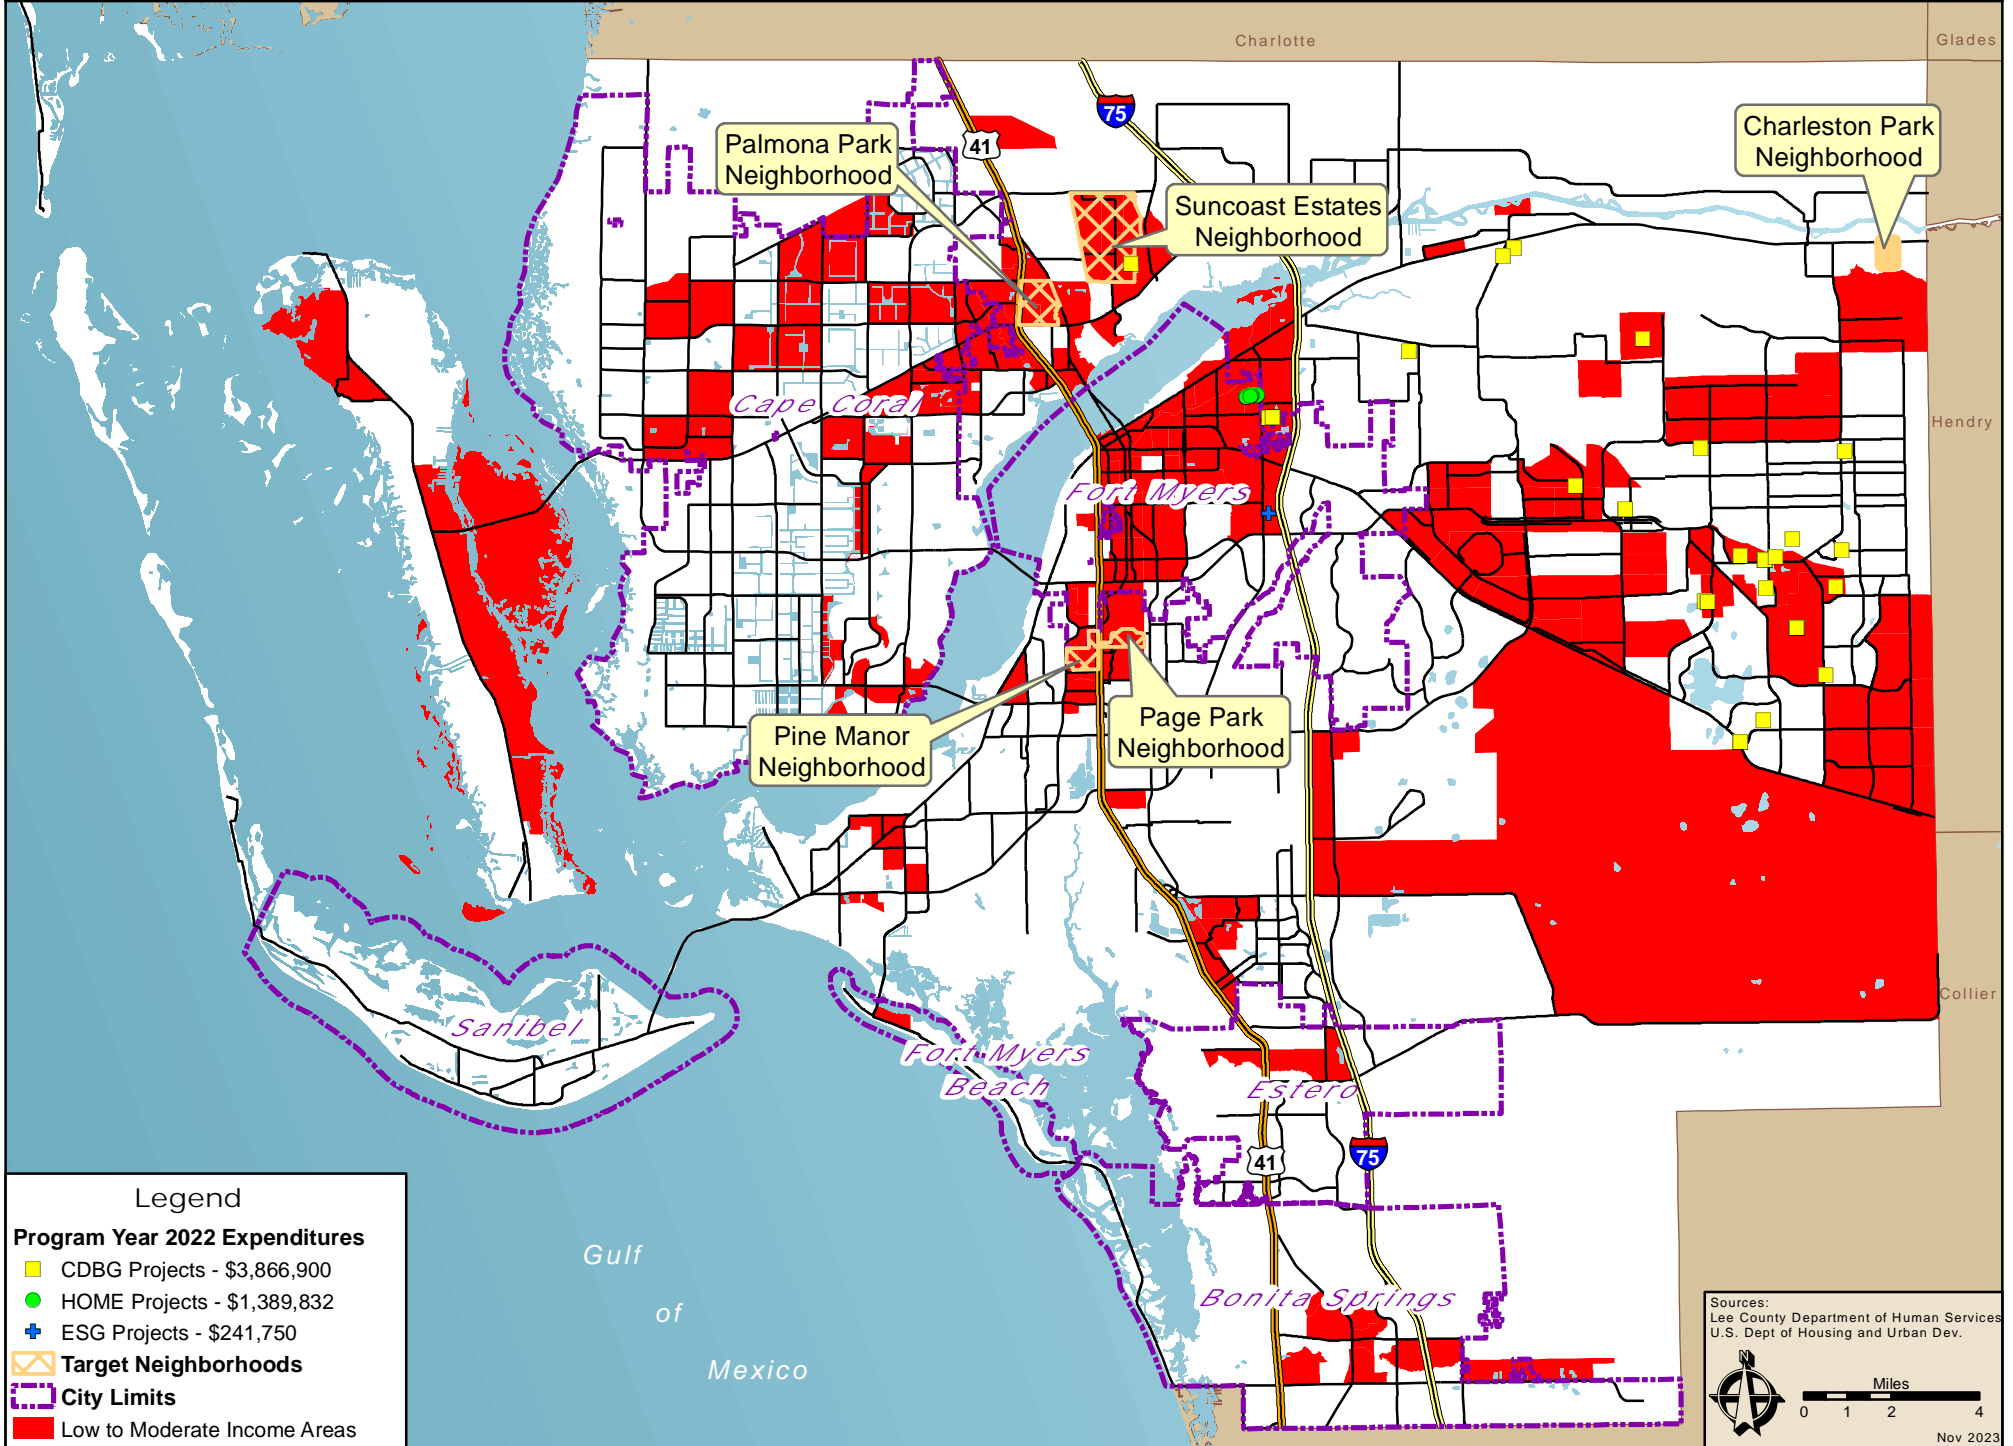 Charlotte
Glades
75
41
Palmona Park
Neighborhood
Charleston Park
Neighborhood
Suncoast Estates
Neighborhood
Hendry
Cape Coral
Fort Myers
Pine Manor
Neighborhood
Page Park
Neighborhood
Collier
Sanibel
Fort Myers
Beach
Estero
41
75
Bonita Springs
Gulf
of
Mexico
Legend
Program Year 2022 Expenditures
CDBG Projects - $3,866,900
HOME Projects - $1,389,832
ESG Projects - $241,750
Target Neighborhoods
City Limits
Low to Moderate Income Areas
Sources:
Lee County Department of Human Services
U.S. Dept of Housing and Urban Dev.
N
Miles
0 1 2 4
Nov 2023